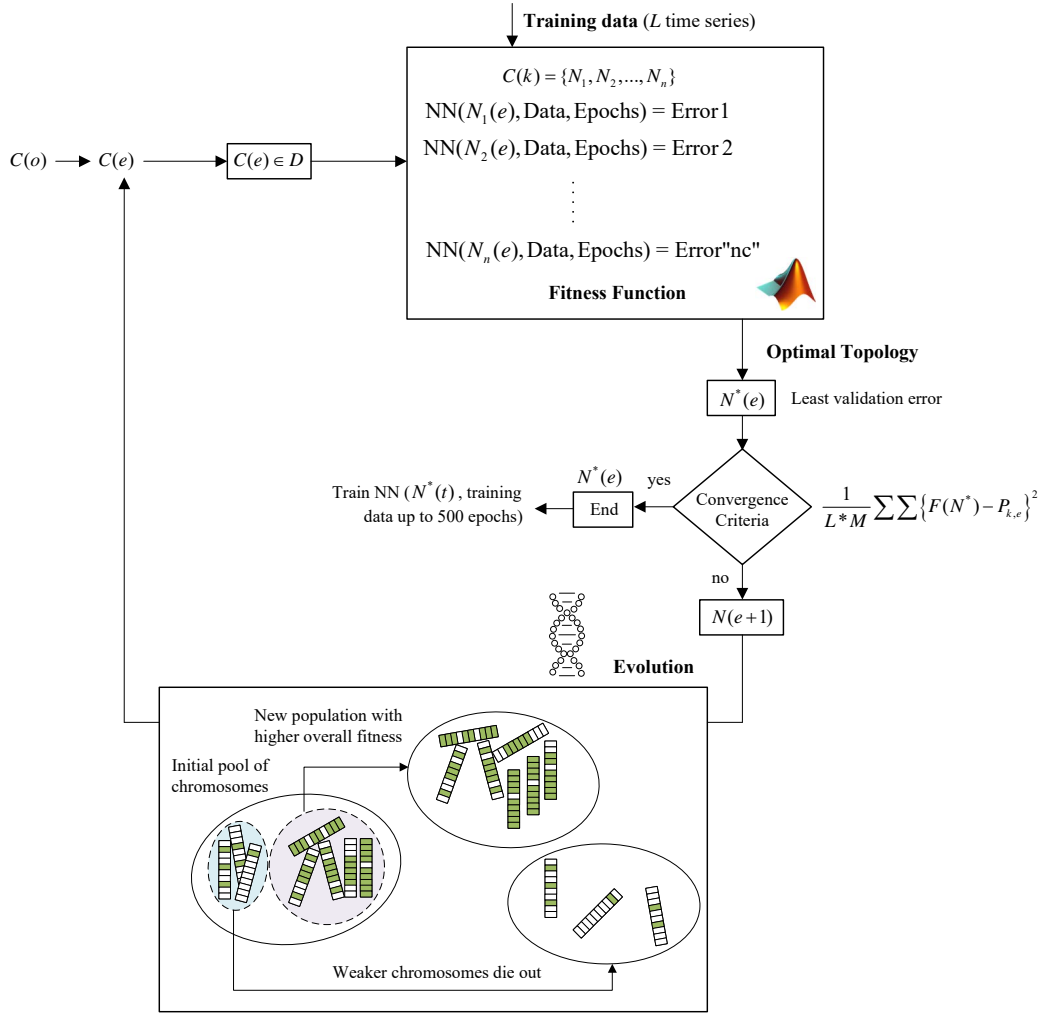 Training data (L time series)
C(k) = {N₁, N₂,..., Nₙ}
NN(N₁(e), Data, Epochs) = Error1
NN(N₂(e), Data, Epochs) = Error 2
NN(Nₙ(e), Data, Epochs) = Error"nc"
Fitness Function
C(o)
C(e)
C(e) ∈ D
Optimal Topology
N*(e)
Least validation error
Convergence
Criteria
1/(L*M) ∑∑{F(N*) − Pₖ,ₑ}²
yes
N*(e)
End
Train NN (N*(t), training
data up to 500 epochs)
no
N(e+1)
Evolution
New population with
higher overall fitness
Initial pool of
chromosomes
Weaker chromosomes die out